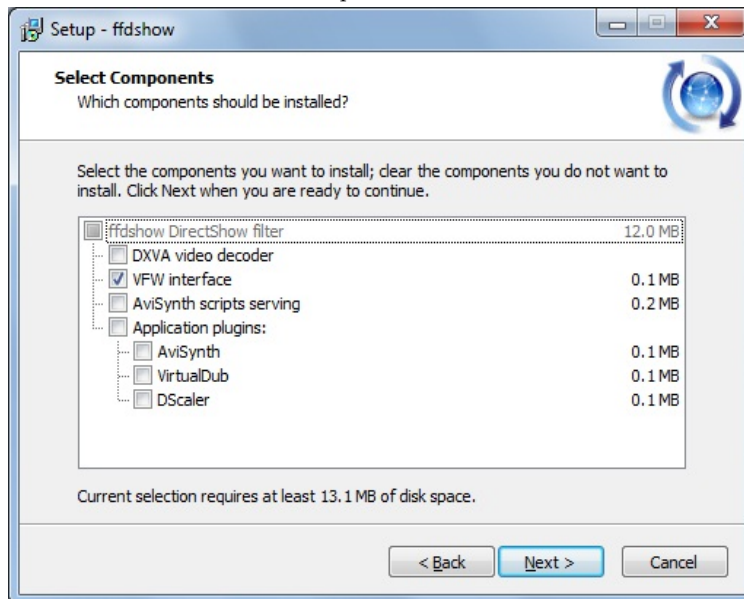 Setup - ffdshow
Select Components
Which components should be installed?
Select the components you want to install; clear the components you do not want to
install. Click Next when you are ready to continue.
ffdshow DirectShow filter 12.0 MB
DXVA video decoder
VFW interface 0.1 MB
AviSynth scripts serving 0.2 MB
Application plugins:
AviSynth 0.1 MB
VirtualDub 0.1 MB
DScaler 0.1 MB
Current selection requires at least 13.1 MB of disk space.
< Back Next > Cancel